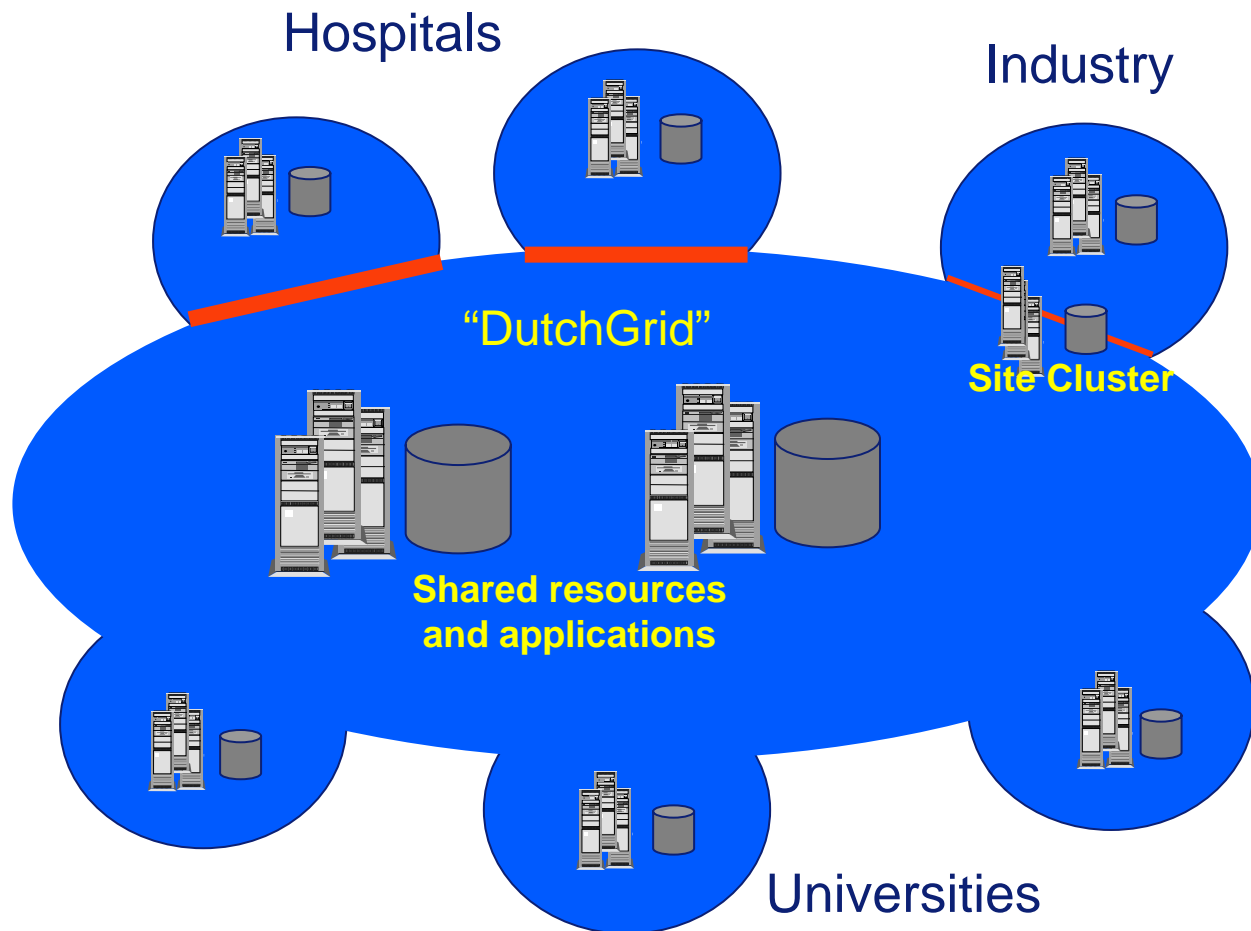 Hospitals
Industry
“DutchGrid”
Site Cluster
Shared resources
and applications
Universities